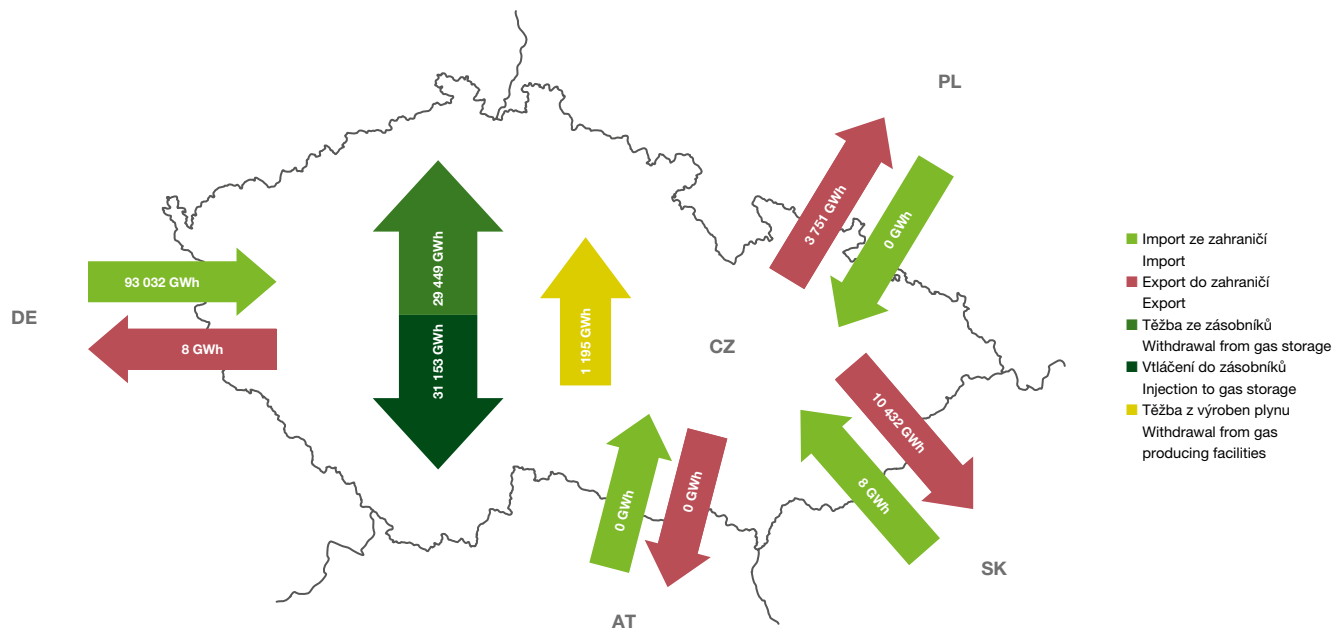 PL
3 751 GWh
0 GWh
Import ze zahraničí
Import
Export do zahraničí
Export
Těžba ze zásobníků
Withdrawal from gas storage
Vtláčení do zásobníků
Injection to gas storage
Těžba z výroben plynu
Withdrawal from gas
producing facilities
29 449 GWh
31 153 GWh
1 195 GWh
93 032 GWh
DE
8 GWh
CZ
10 432 GWh
8 GWh
0 GWh
0 GWh
SK
AT